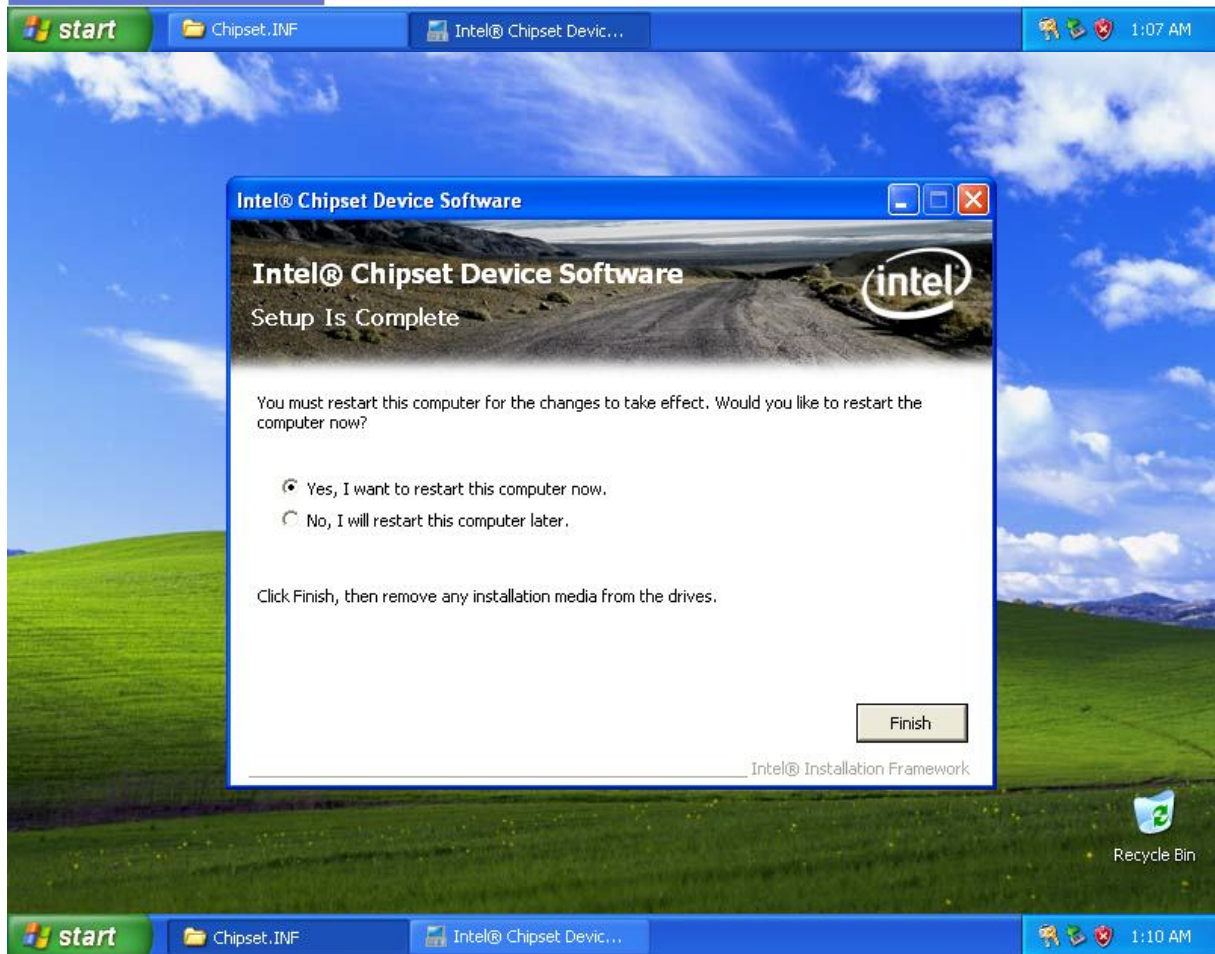 start
Chipset.INF
Intel® Chipset Devic...
1:07 AM
Intel® Chipset Device Software
Intel® Chipset Device Software
Setup Is Complete
intel
You must restart this computer for the changes to take effect. Would you like to restart the
computer now?
Yes, I want to restart this computer now.
No, I will restart this computer later.
Click Finish, then remove any installation media from the drives.
Finish
Intel® Installation Framework
Recycle Bin
start
Chipset.INF
Intel® Chipset Devic...
1:10 AM